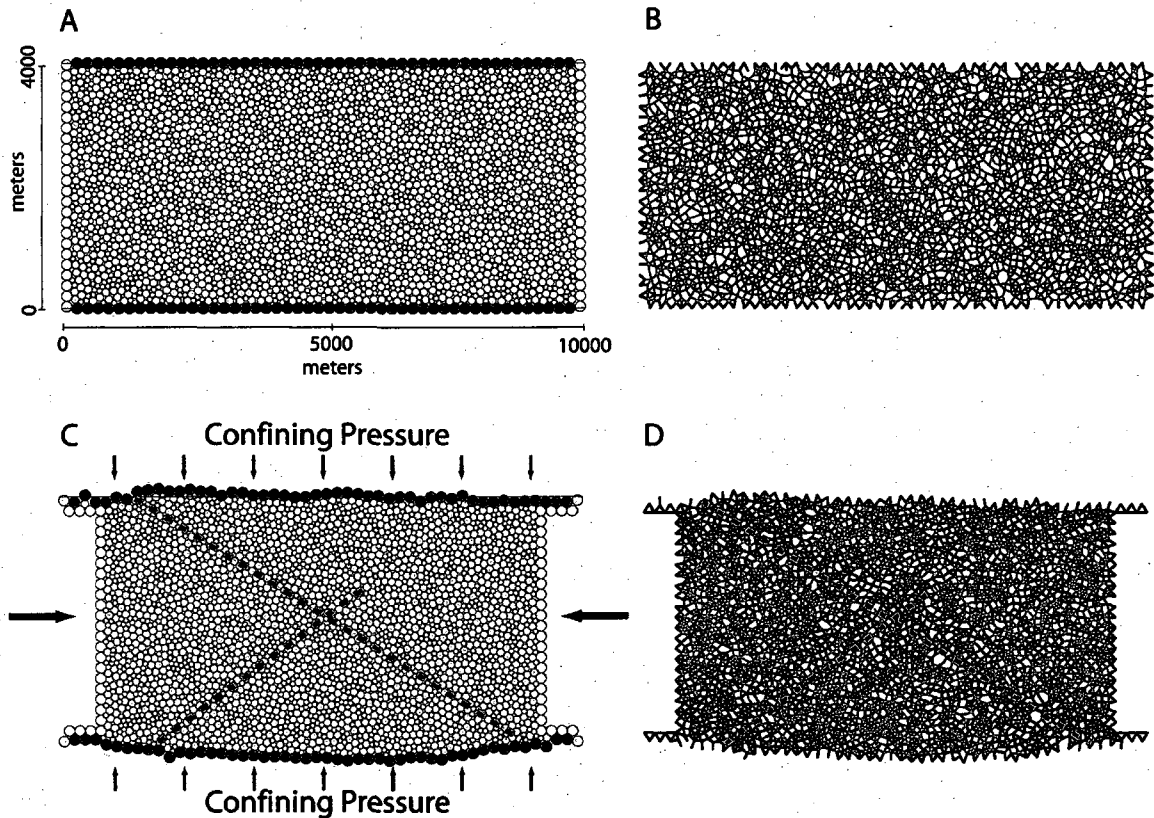 A
B
4000
meters
0
0
5000
10000
meters
C
Confining Pressure
D
Confining Pressure